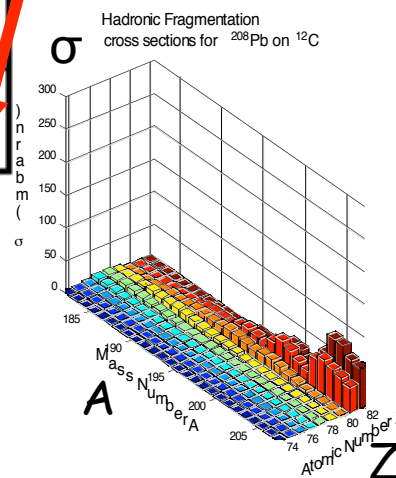 Hadronic Fragmentation
cross sections for 208Pb on 12C
σ
300
250
200
150
100
50
0
σ (mbarn)
185
190
195
200
205
Mass Number A
A
74
76
78
80
82
Atomic Number
Z